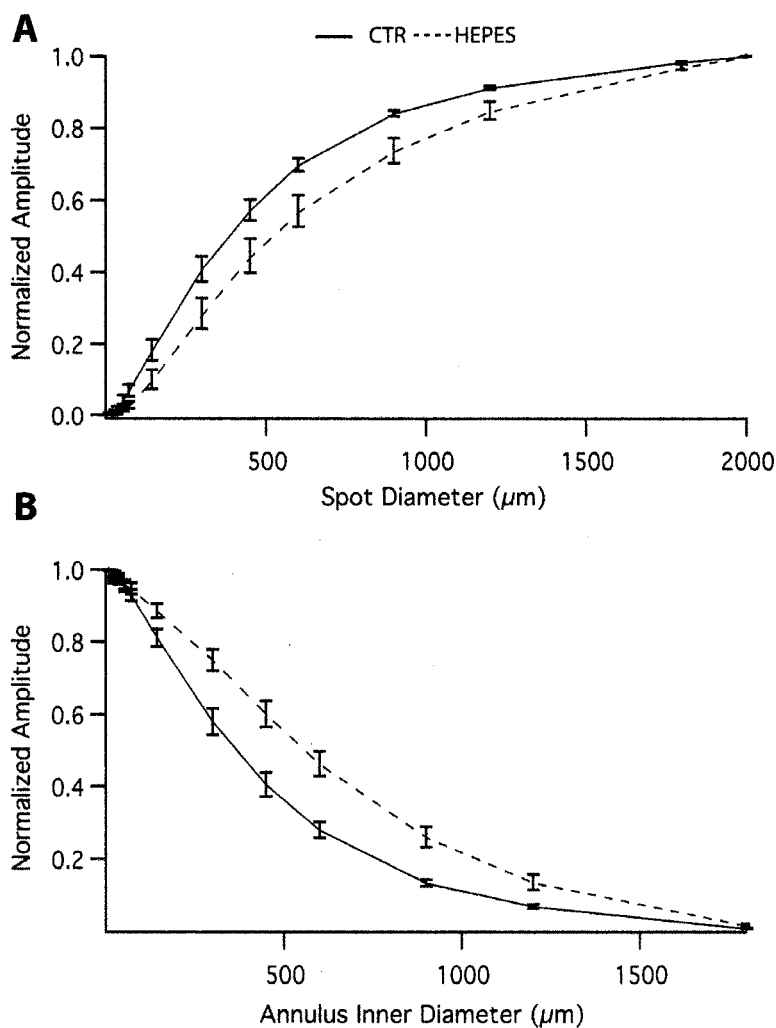 A
CTR HEPES
1.0
0.8
0.6
0.4
0.2
0.0
Normalized Amplitude
500 1000 1500 2000
Spot Diameter (μm)
B
1.0
0.8
0.6
0.4
0.2
Normalized Amplitude
500 1000 1500
Annulus Inner Diameter (μm)